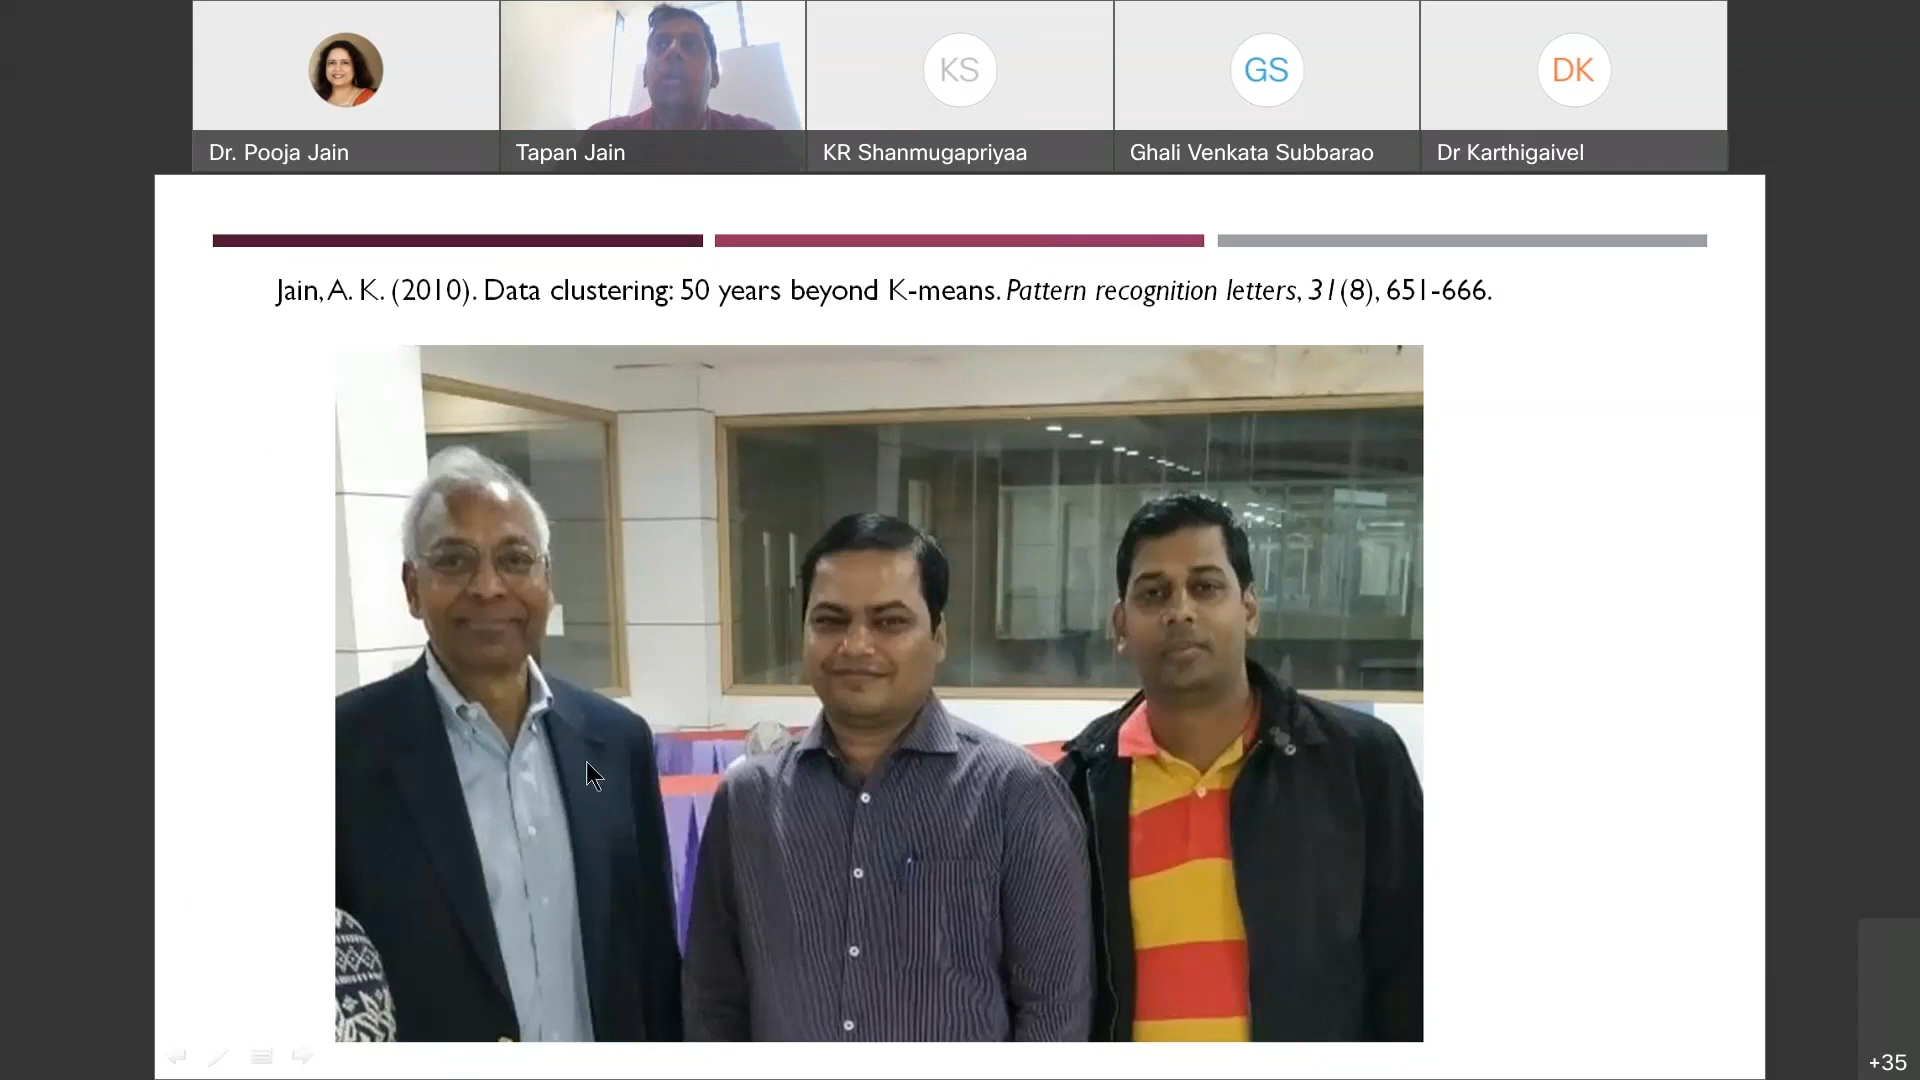 KS
GS
DK
Dr. Pooja Jain
Tapan Jain
KR Shanmugapriyaa
Ghali Venkata Subbarao
Dr Karthigaivel
Jain, A. K. (2010). Data clustering: 50 years beyond K-means. Pattern recognition letters, 31(8), 651-666.
+35